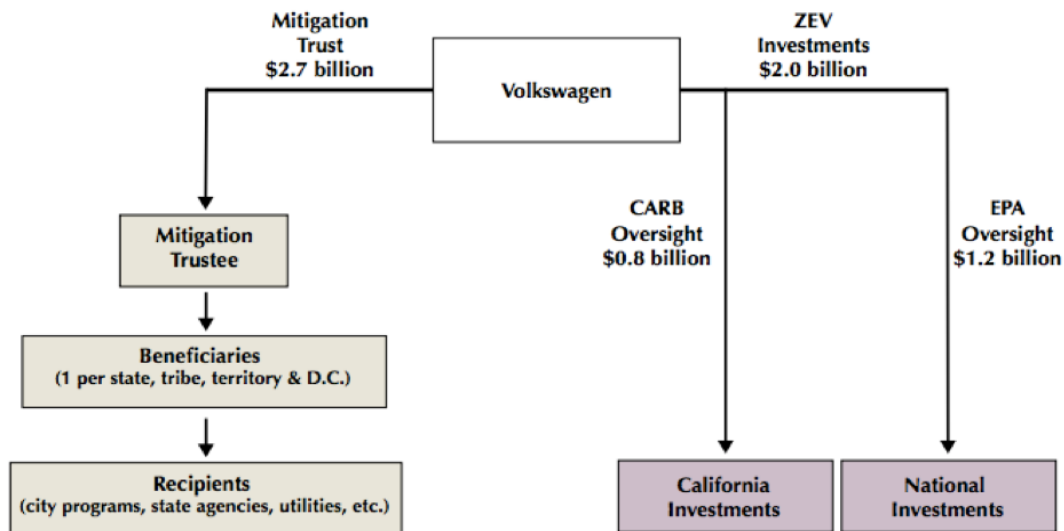 Mitigation
Trust
$2.7 billion
Volkswagen
ZEV
Investments
$2.0 billion
CARB
Oversight
$0.8 billion
EPA
Oversight
$1.2 billion
Mitigation
Trustee
Beneficiaries
(1 per state, tribe, territory & D.C.)
Recipients
(city programs, state agencies, utilities, etc.)
California
Investments
National
Investments